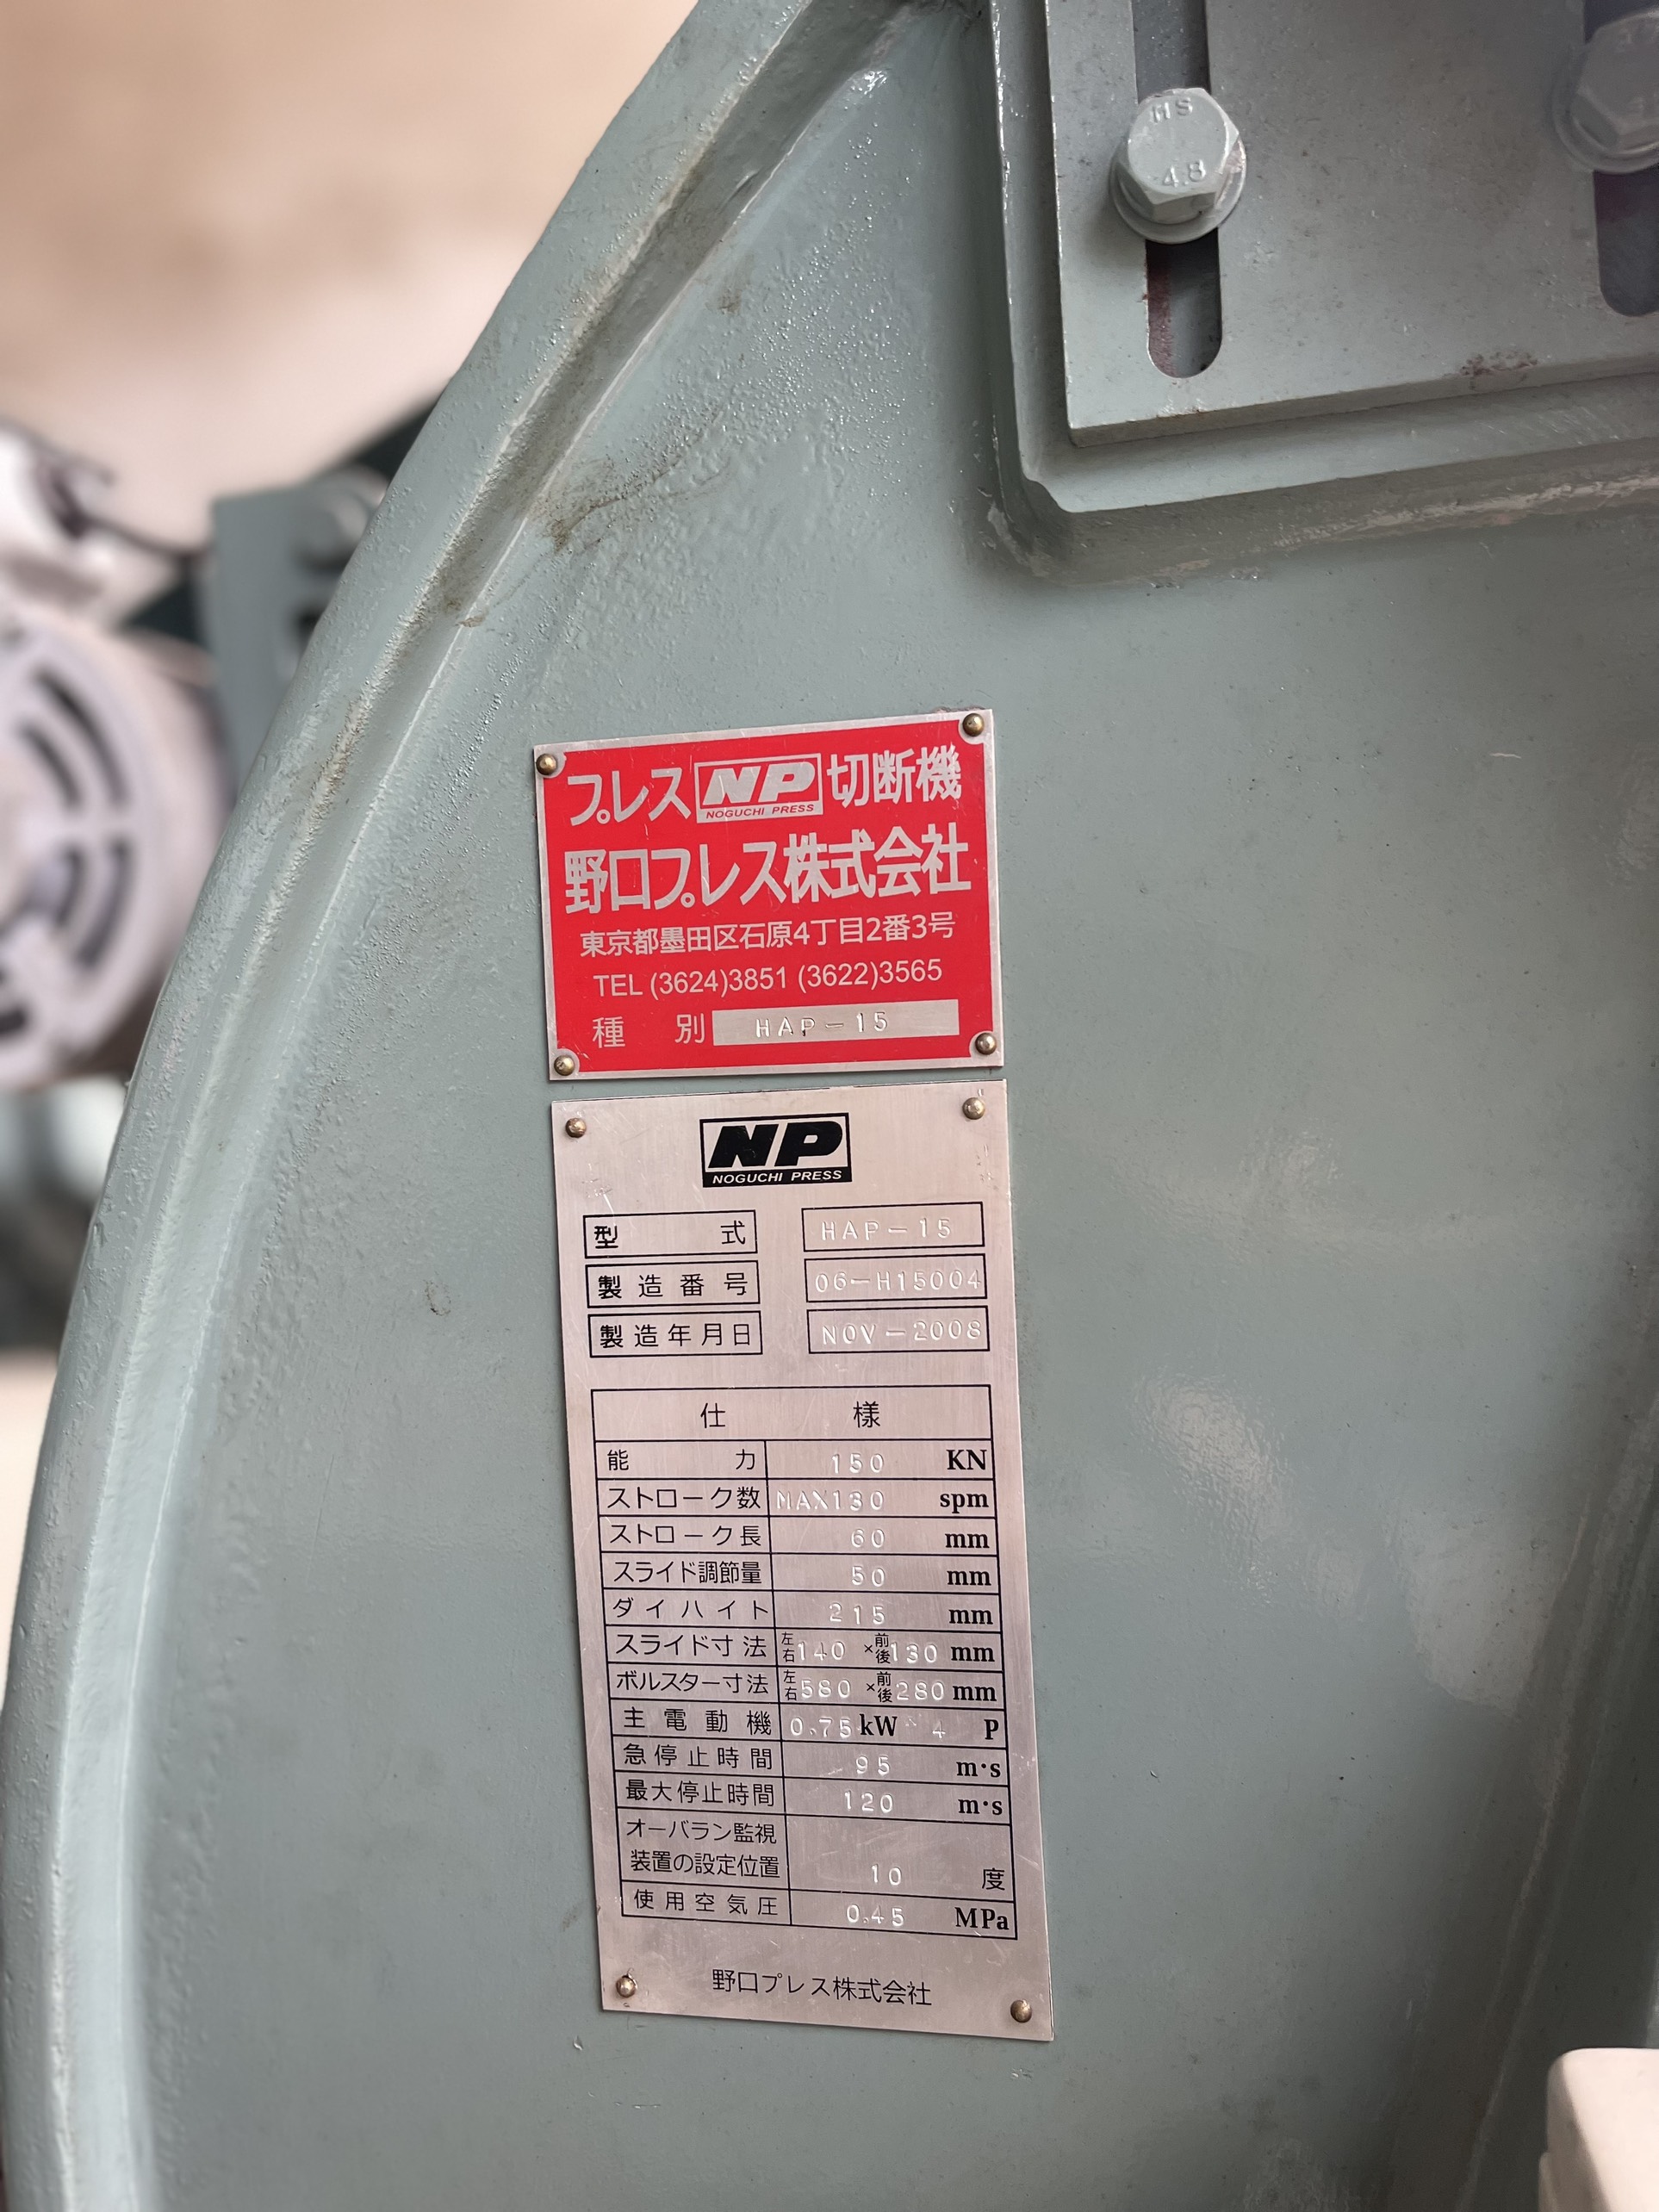 HS
4.8
プレス NP 切断機
NOGUCHI PRESS
野口プレス株式会社
東京都墨田区石原4丁目2番3号
TEL (3624)3851 (3622)3565
種別 HAP-15
NP
NOGUCHI PRESS
型式 HAP-15
製造番号 06-H15004
製造年月日 NOV-2008
仕様
能力 150 KN
ストローク数 MAX130 spm
ストローク長 60 mm
スライド調節量 50 mm
ダイハイト 215 mm
スライド寸法 左右140 ×前後130 mm
ボルスター寸法 左右580 ×前後280 mm
主電動機 0.75kW × 4 P
急停止時間 95 m·s
最大停止時間 120 m·s
オーバラン監視
装置の設定位置 10 度
使用空気圧 0.45 MPa
野口プレス株式会社